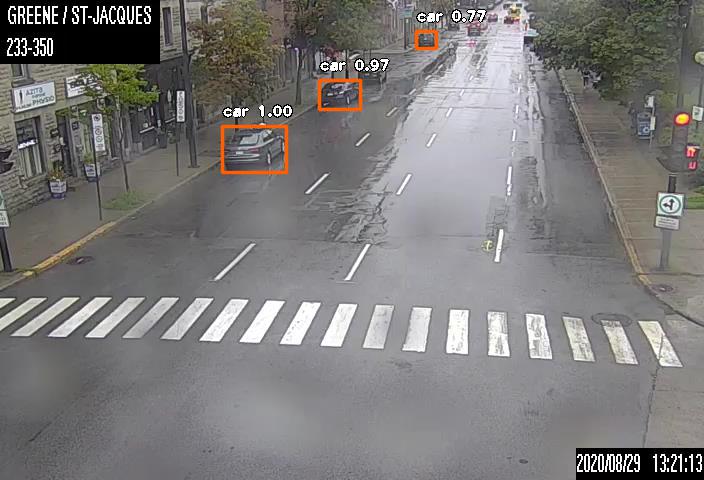 GREENE / ST-JACQUES
233-350
car 0.77
car 0.97
car 1.00
PHYSIO
2020/08/29 13:21:13